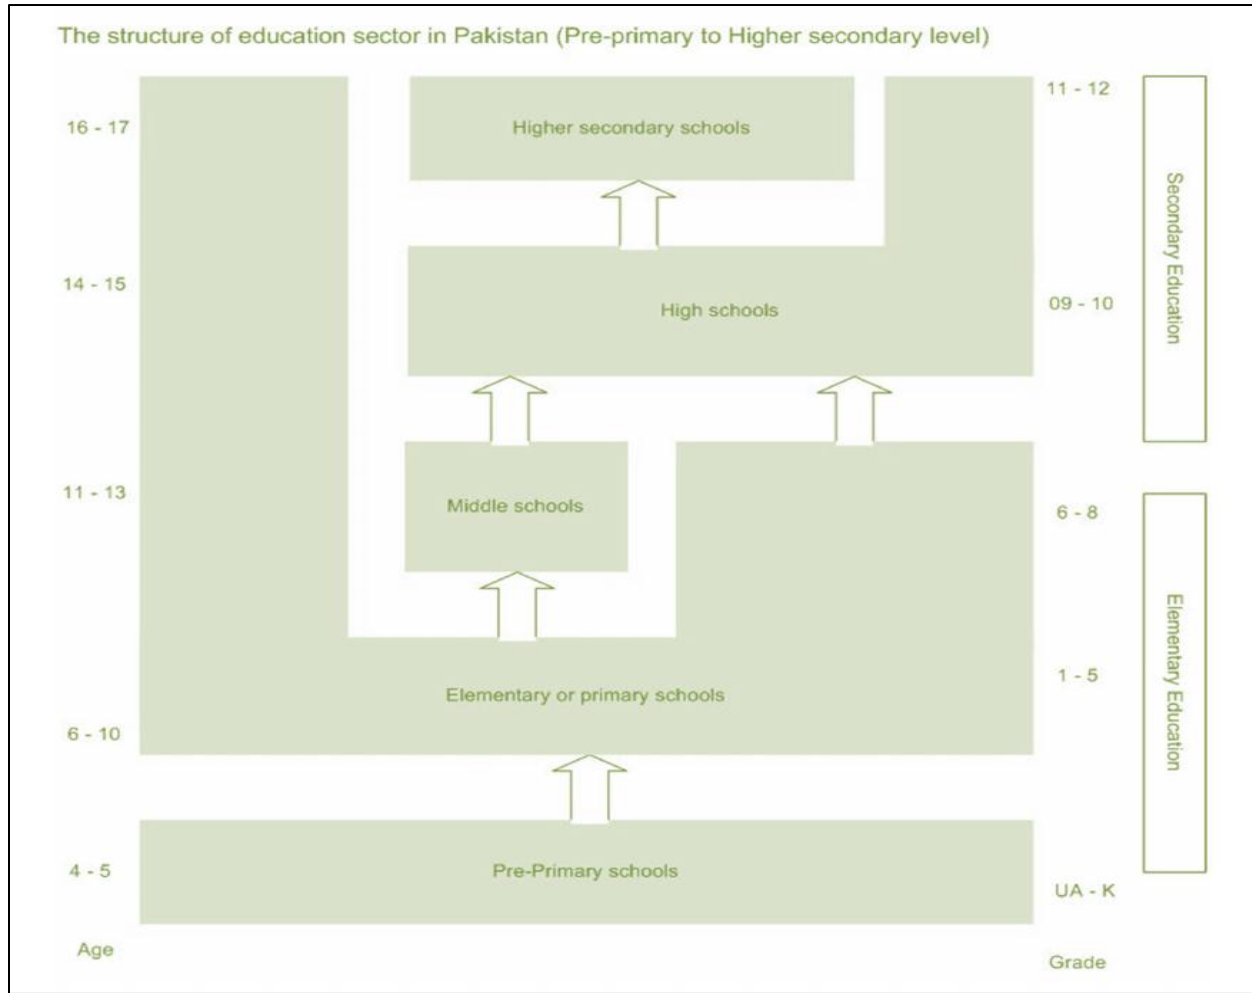 The structure of education sector in Pakistan (Pre-primary to Higher secondary level)
11 - 12
16 - 17
Higher secondary schools
Secondary Education
14 - 15
High schools
09 - 10
11 - 13
Middle schools
6 - 8
Elementary Education
1 - 5
Elementary or primary schools
6 - 10
4 - 5
Pre-Primary schools
UA - K
Age
Grade